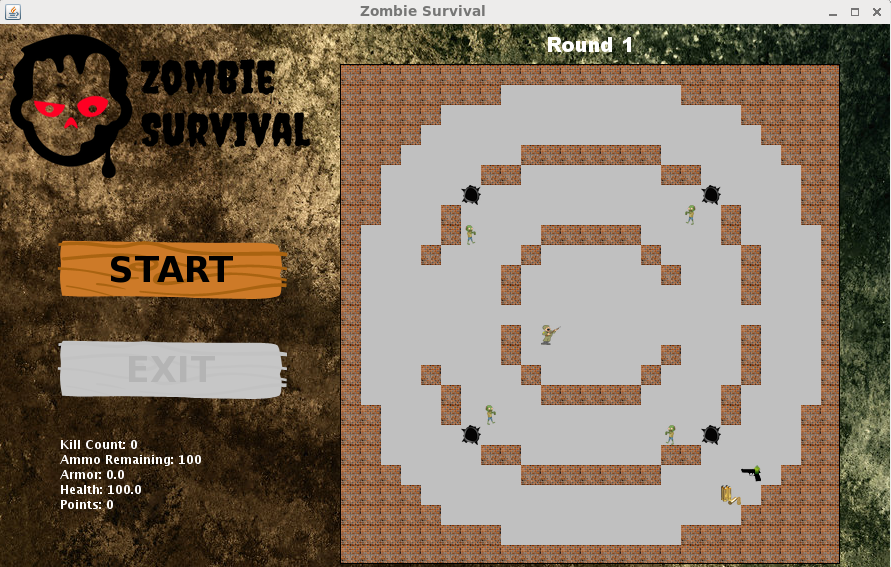 Zombie Survival
ZOMBIE
SURVIVAL
Round 1
START
EXIT
Kill Count: 0
Ammo Remaining: 100
Armor: 0.0
Health: 100.0
Points: 0